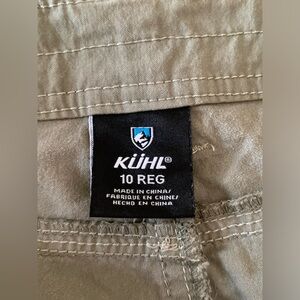 KÜHL®
10 REG
MADE IN CHINA/
FABRIQUÉ EN CHINE/
HECHO EN CHINA